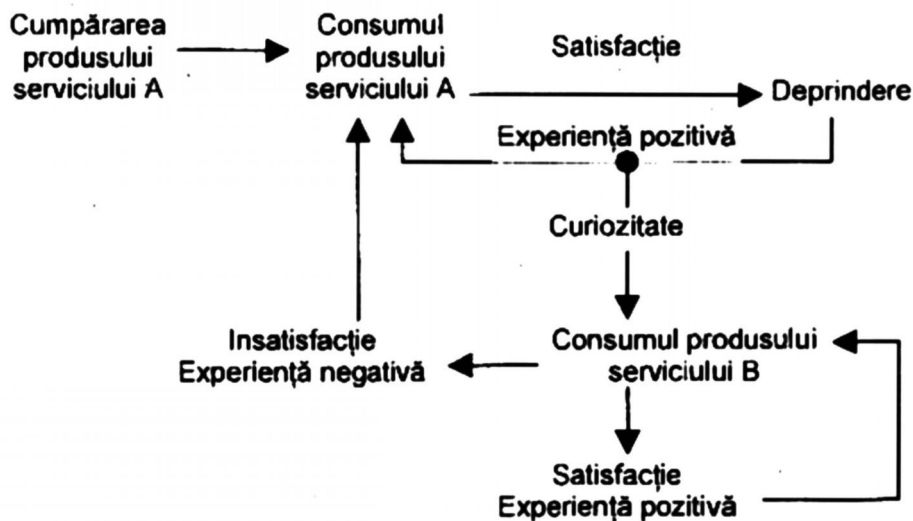 Cumpărarea
produsului
serviciului A
Consumul
produsului
serviciului A
Satisfacție
Deprindere
Experiență pozitivă
Curiozitate
Insatisfacție
Experiență negativă
Consumul produsului
serviciului B
Satisfacție
Experiență pozitivă